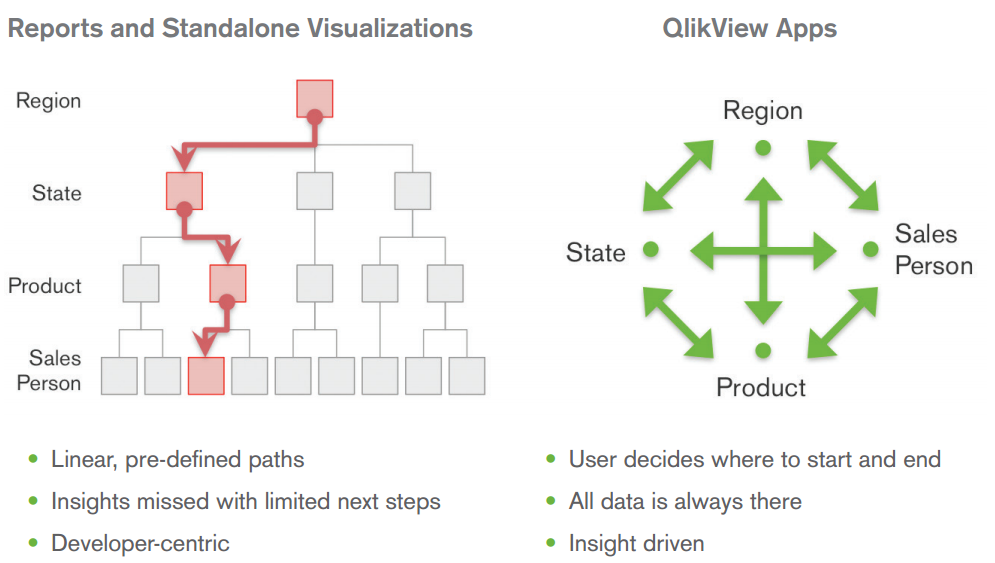 Reports and Standalone Visualizations
Region
State
Product
Sales
Person
Linear, pre-defined paths
Insights missed with limited next steps
Developer-centric
QlikView Apps
Region
State
Sales
Person
Product
User decides where to start and end
All data is always there
Insight driven